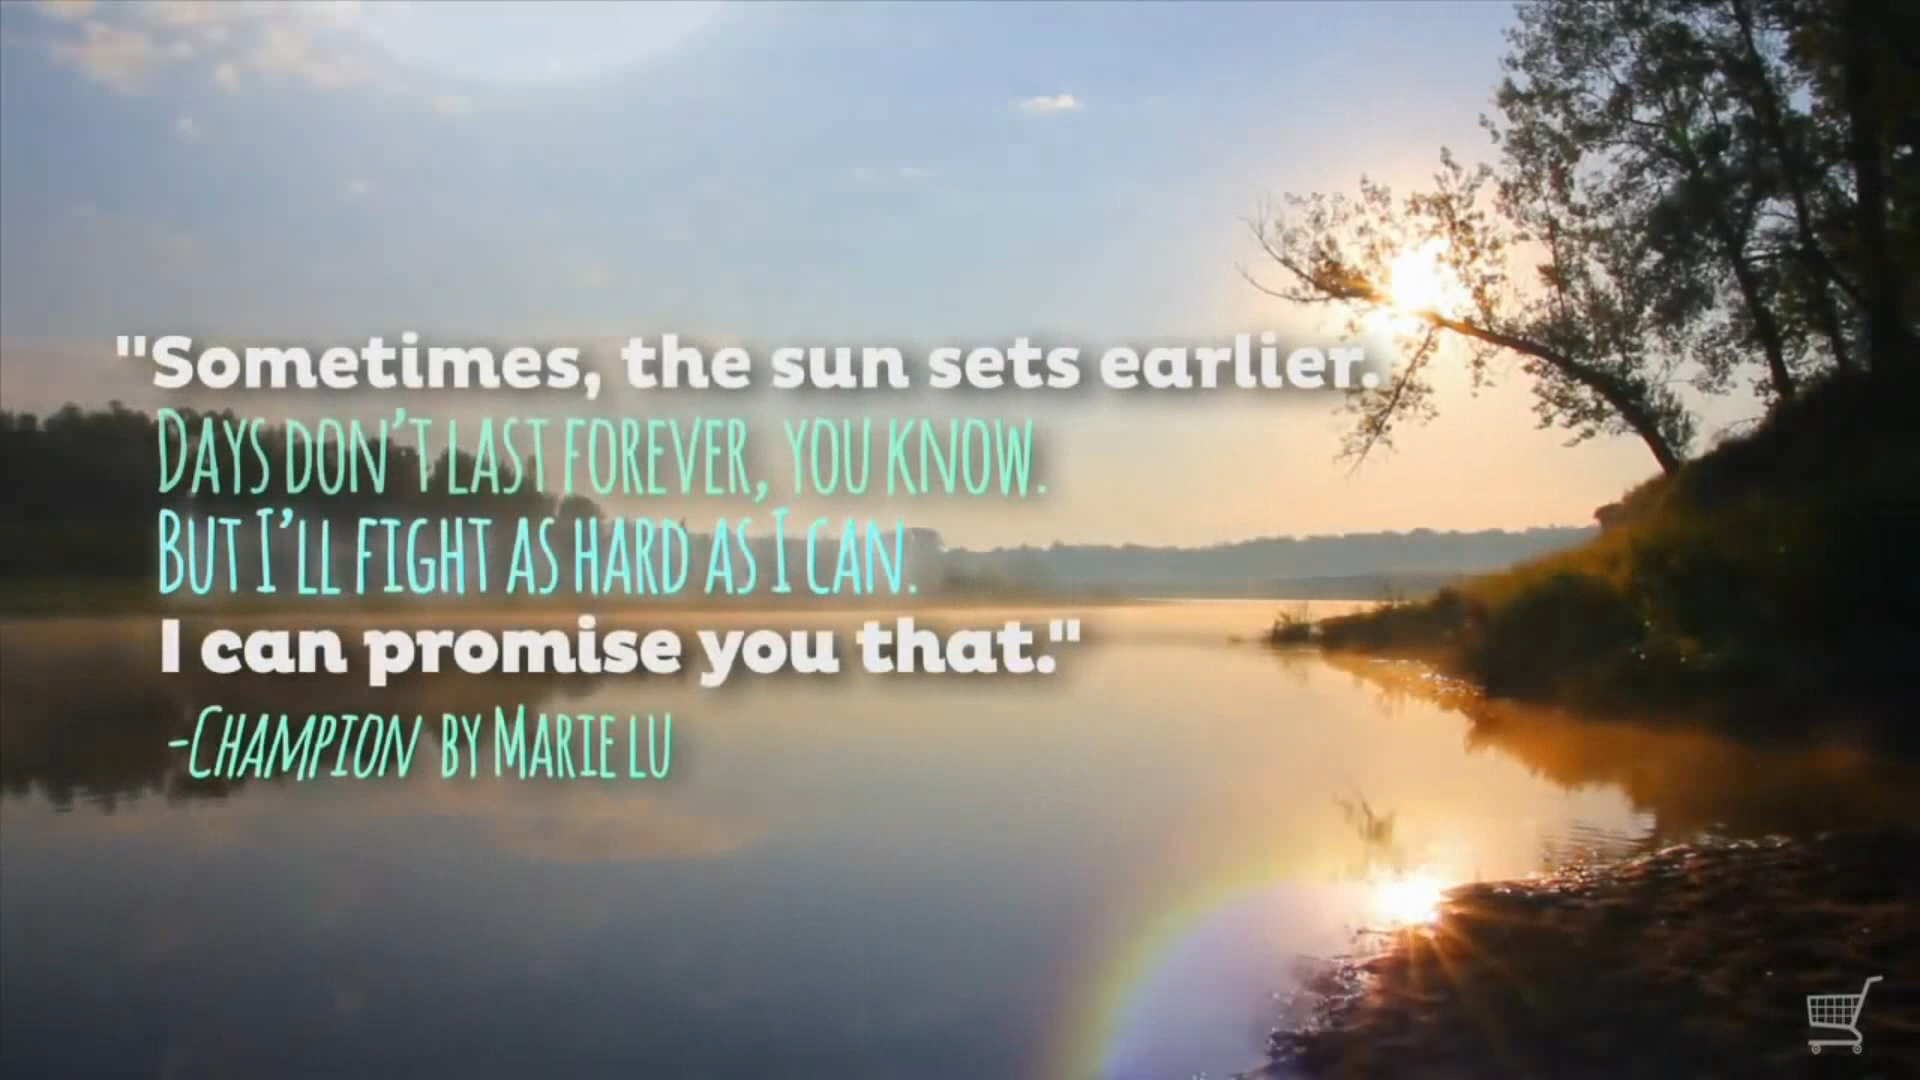 "Sometimes, the sun sets earlier.
DAYS DON'T LAST FOREVER, YOU KNOW.
BUT I'LL FIGHT AS HARD AS I CAN.
I can promise you that."
-CHAMPION BY MARIE LU